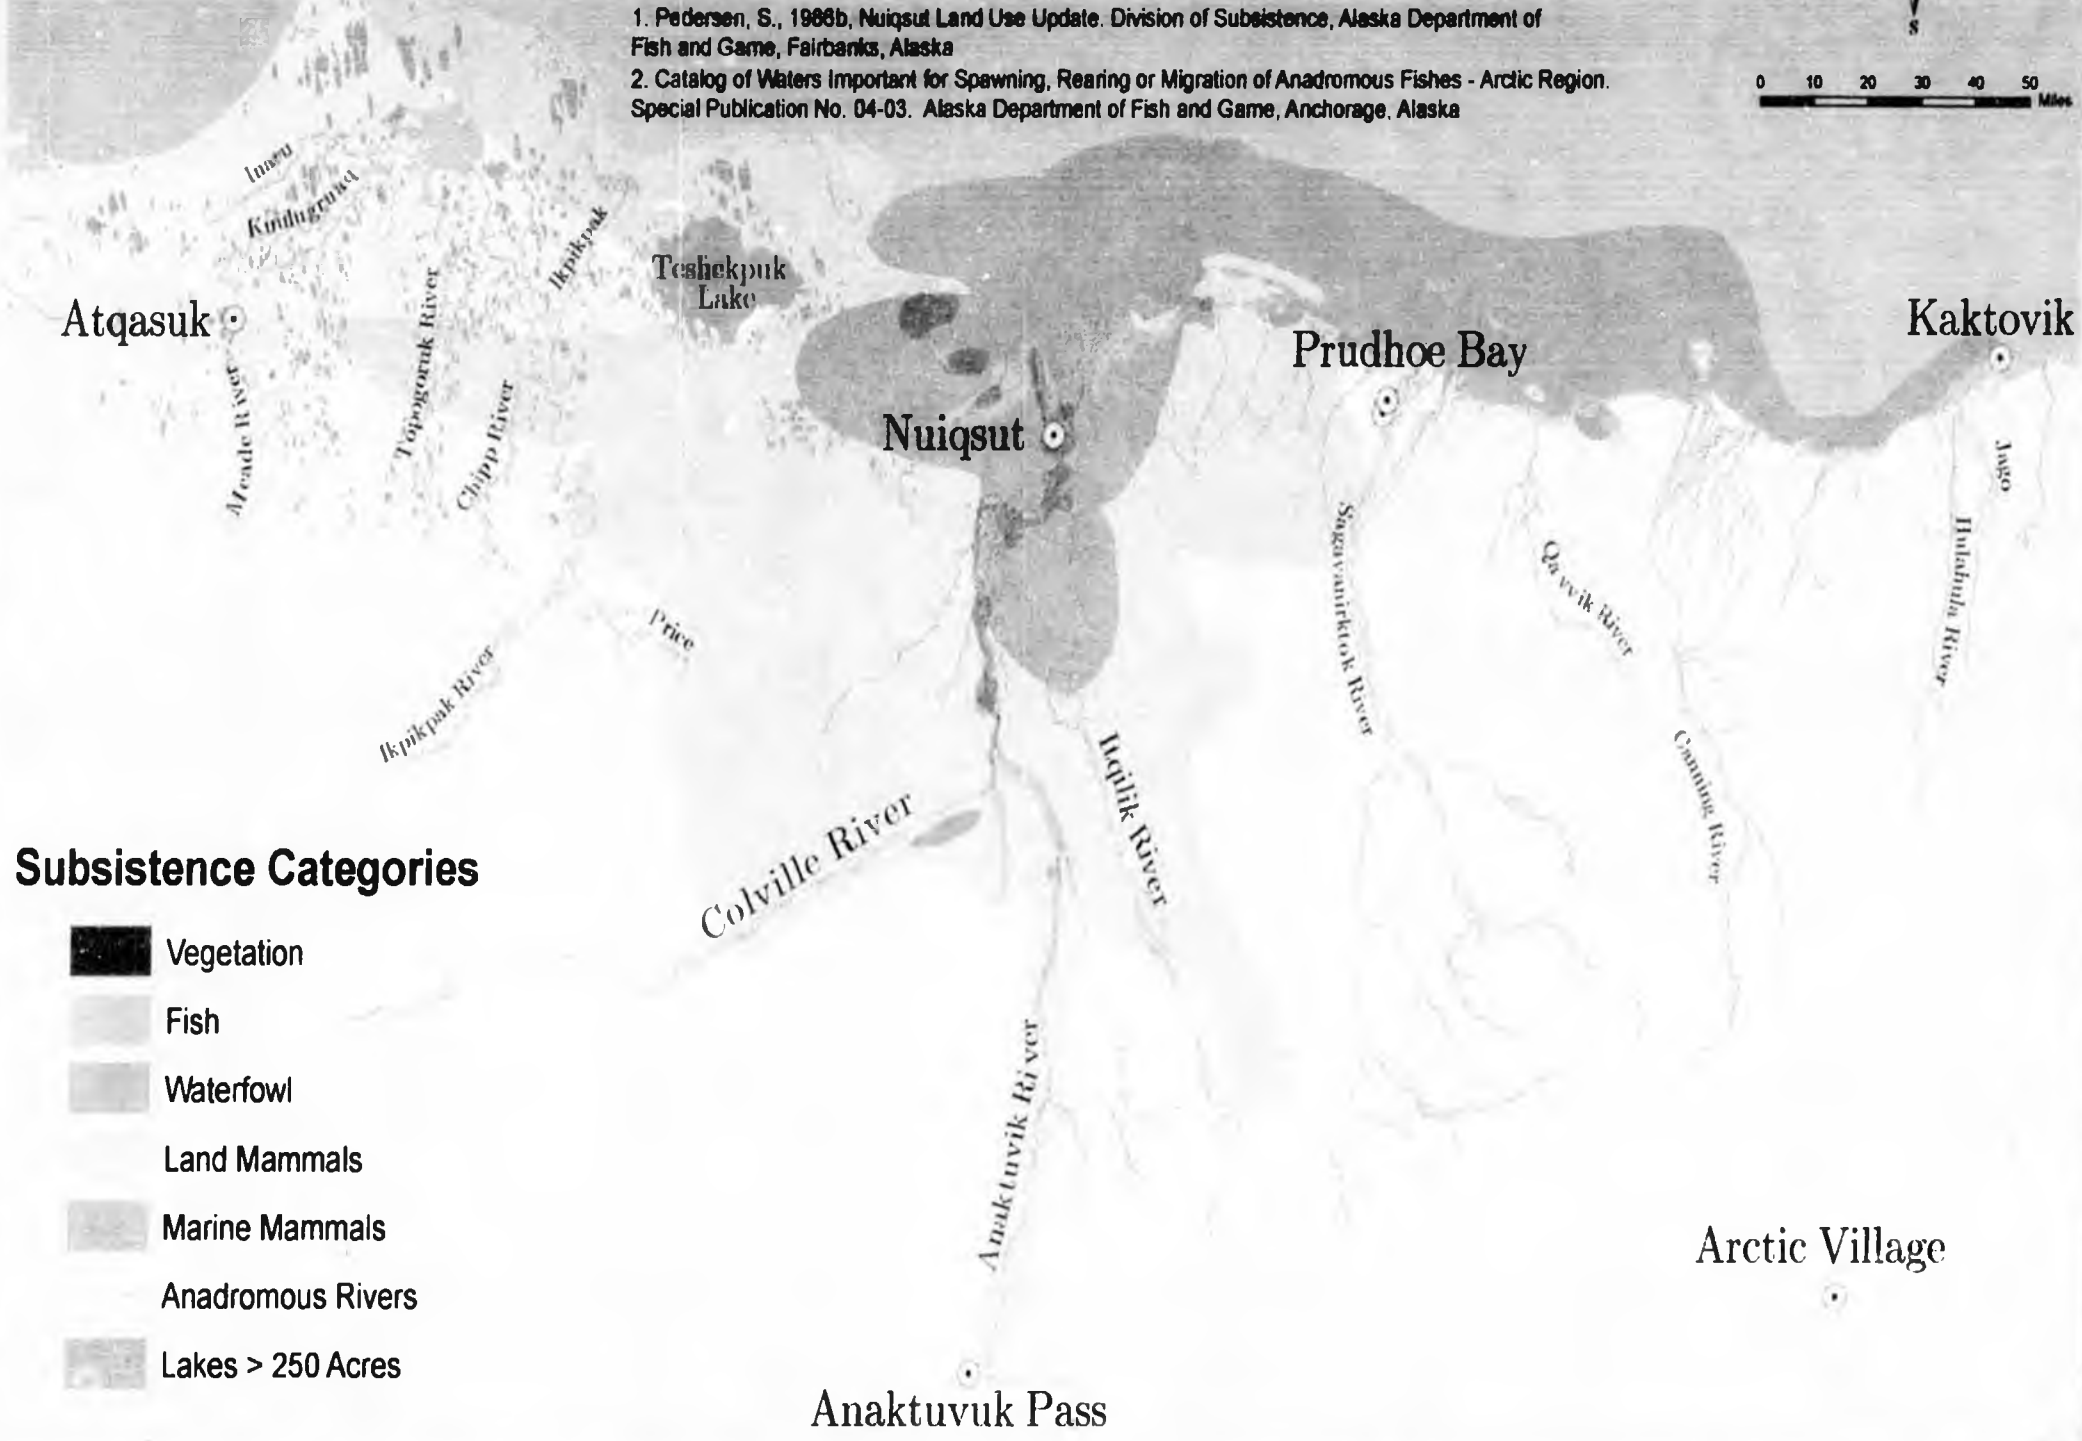 1. Pedersen, S., 1986b, Nuiqsut Land Use Update. Division of Subsistence, Alaska Department of
Fish and Game, Fairbanks, Alaska
2. Catalog of Waters Important for Spawning, Rearing or Migration of Anadromous Fishes - Arctic Region.
Special Publication No. 04-03. Alaska Department of Fish and Game, Anchorage, Alaska
S
0 10 20 30 40 50
Miles
Inaru
Kuulugruaq
Ikpikpak
Teshekpuk
Lake
Atqasuk
Meade River
Topogoruk River
Chipp River
Nuiqsut
Prudhoe Bay
Kaktovik
Jago
Hulahula River
Sagavanirktok River
Qavvik River
Canning River
Price
Ikpikpak River
Colville River
Itqilik River
Anaktuvik River
Subsistence Categories
Vegetation
Fish
Waterfowl
Land Mammals
Marine Mammals
Anadromous Rivers
Lakes > 250 Acres
Arctic Village
Anaktuvuk Pass